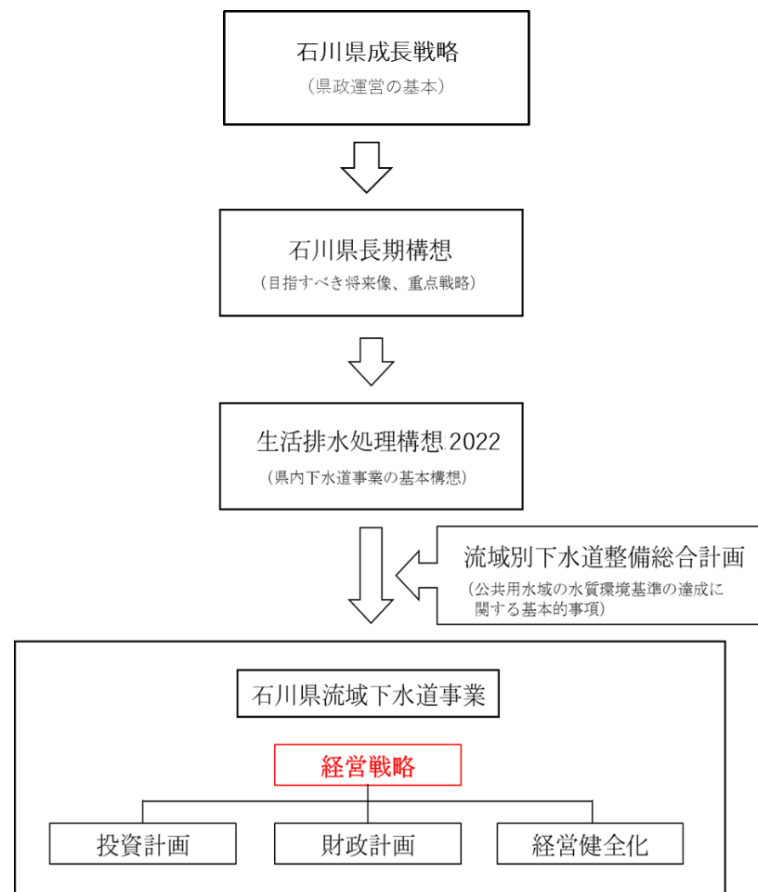 石川県成長戦略
（県政運営の基本）
石川県長期構想
（目指すべき将来像、重点戦略）
生活排水処理構想 2022
（県内下水道事業の基本構想）
流域別下水道整備総合計画
（公共用水域の水質環境基準の達成に
関する基本的事項）
石川県流域下水道事業
経営戦略
投資計画
財政計画
経営健全化